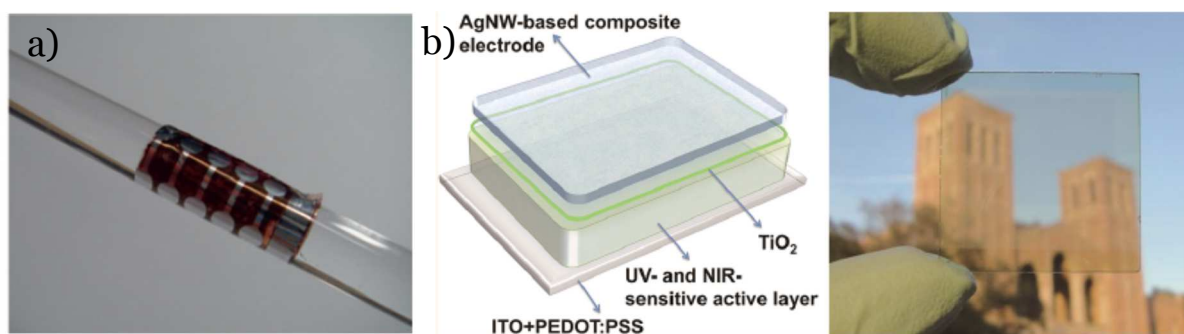 a)
b)
AgNW-based composite
electrode
TiO₂
UV- and NIR-
sensitive active layer
ITO+PEDOT:PSS